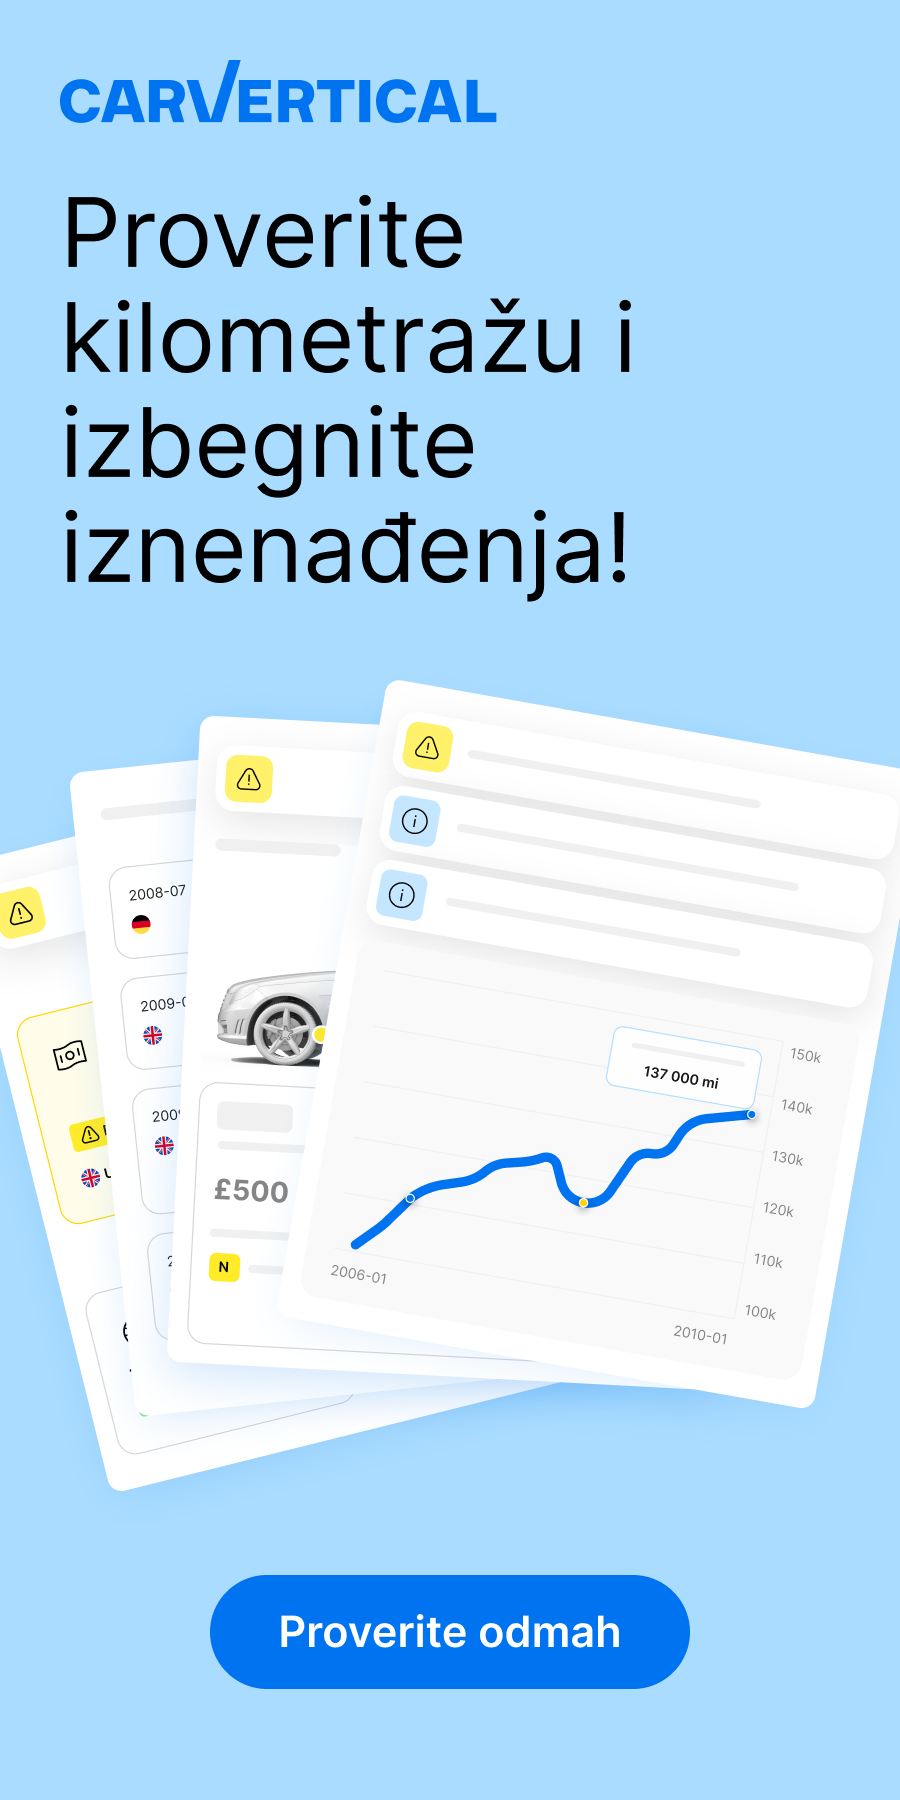 CARVERTICAL
Proverite
kilometražu i
izbegnite
iznenađenja!
2008-07
2009-
£500
N
137 000 mi
150k
140k
130k
120k
110k
100k
2006-01
2010-01
Proverite odmah